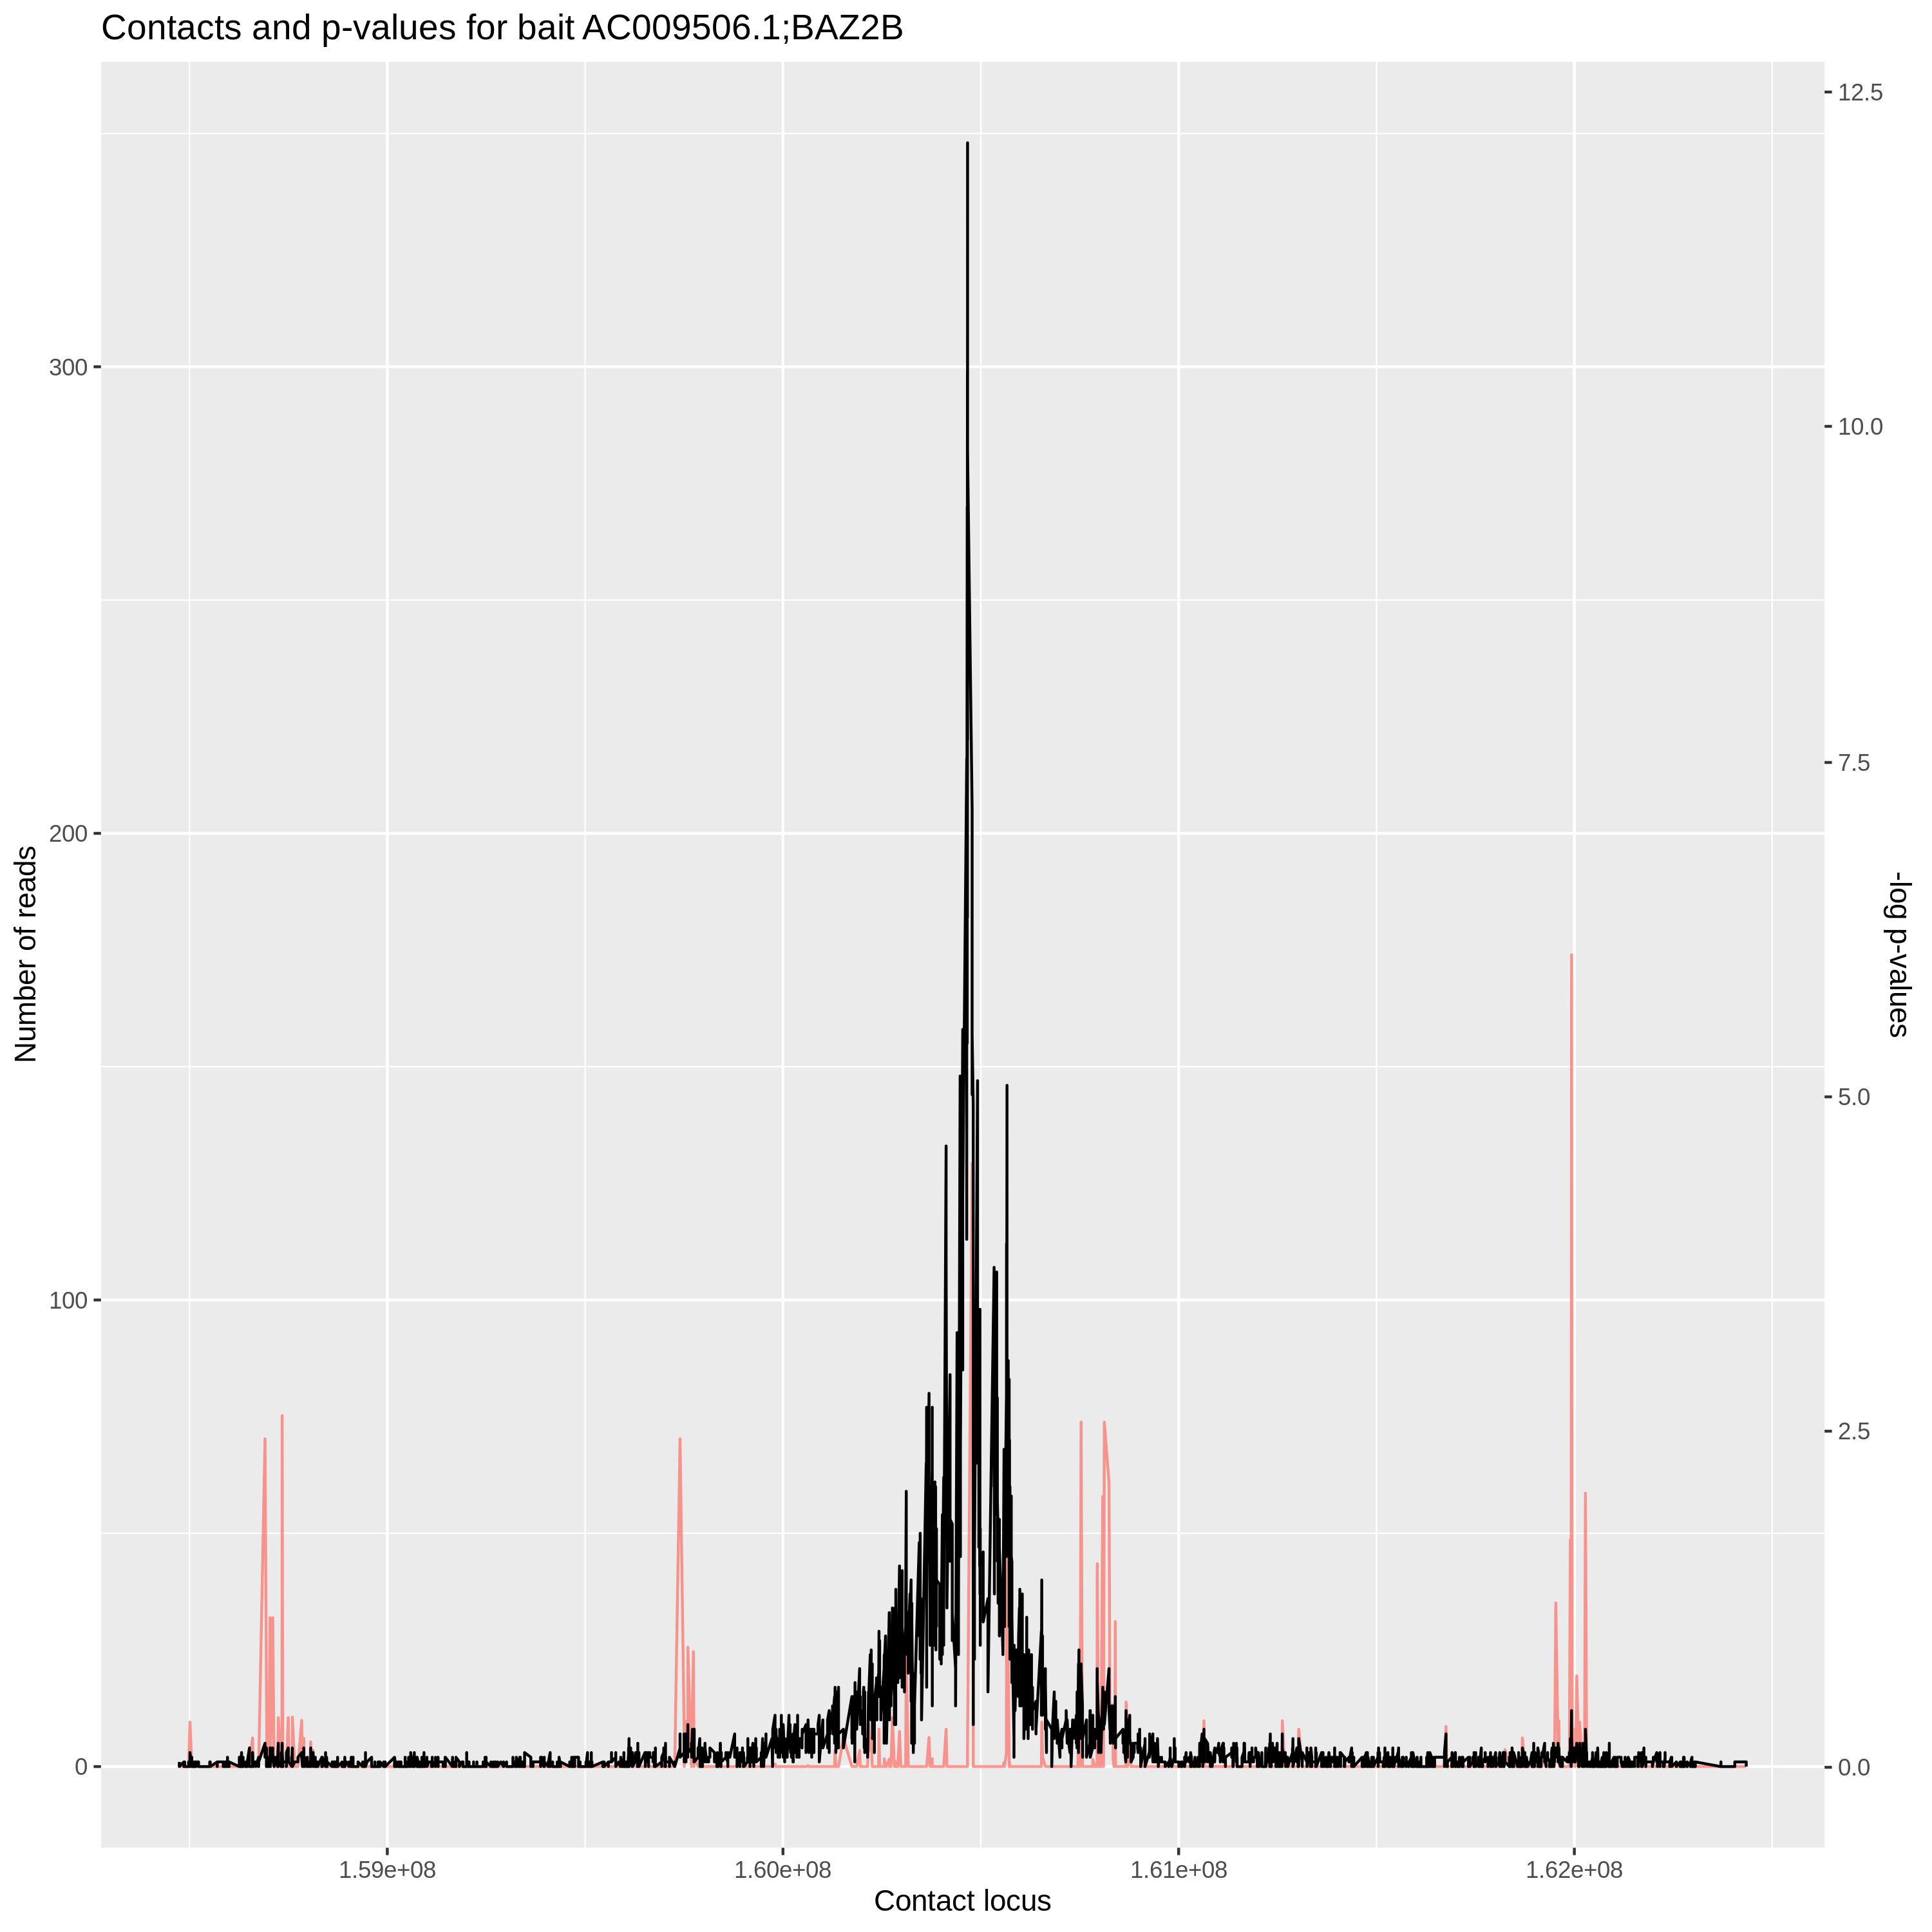 Contacts and p-values for bait AC009506.1;BAZ2B
Number of reads
300
200
100
0
12.5
10.0
7.5
5.0
2.5
0.0
-log p-values
1.59e+08
1.60e+08
1.61e+08
1.62e+08
Contact locus